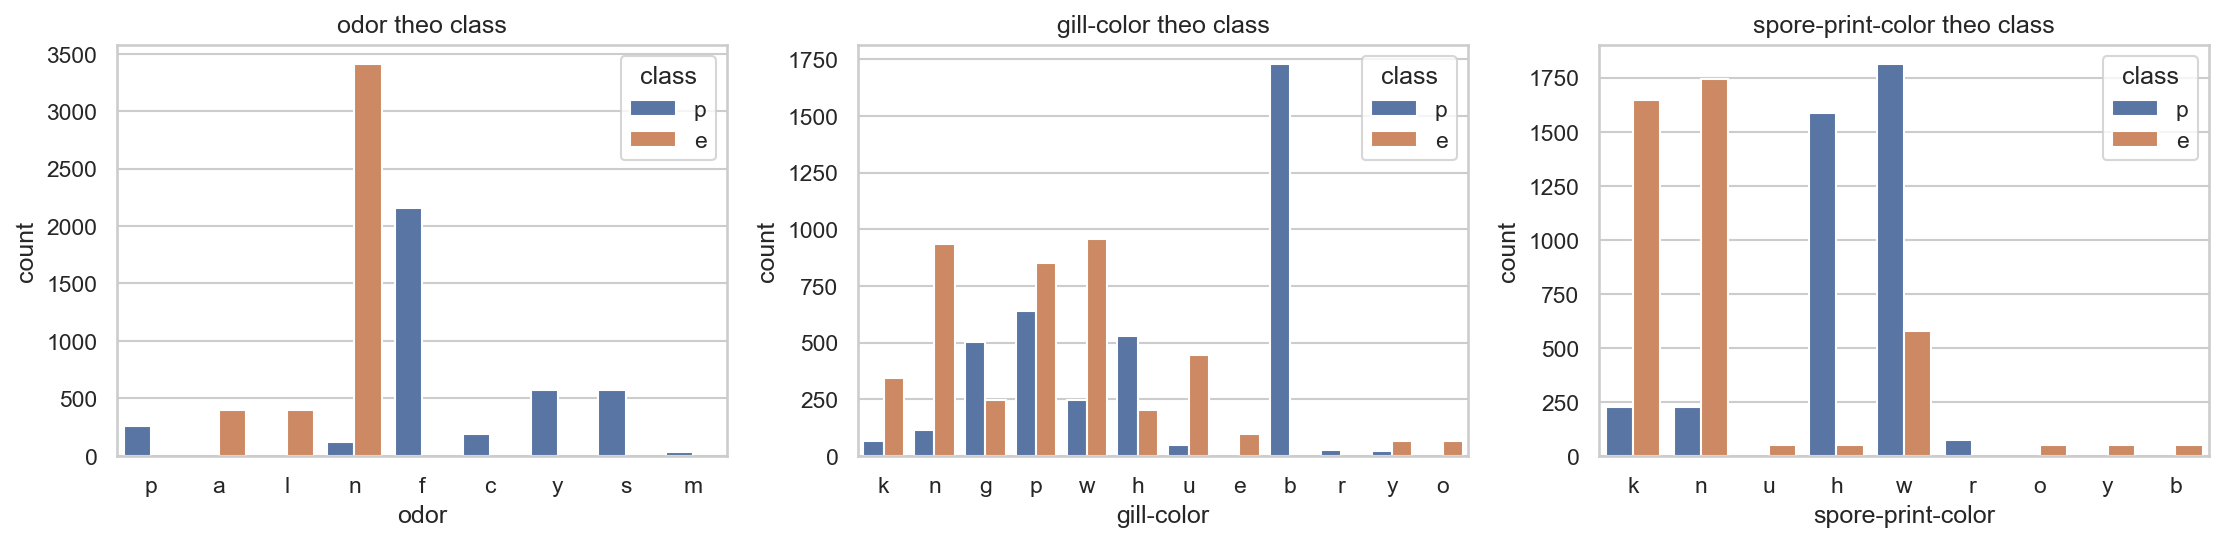 odor theo class
3500
3000
2500
2000
1500
1000
500
0
count
p a l n f c y s m
odor
class
p
e
gill-color theo class
1750
1500
1250
1000
750
500
250
0
count
k n g p w h u e b r y o
gill-color
class
p
e
spore-print-color theo class
1750
1500
1250
1000
750
500
250
0
count
k n u h w r o y b
spore-print-color
class
p
e